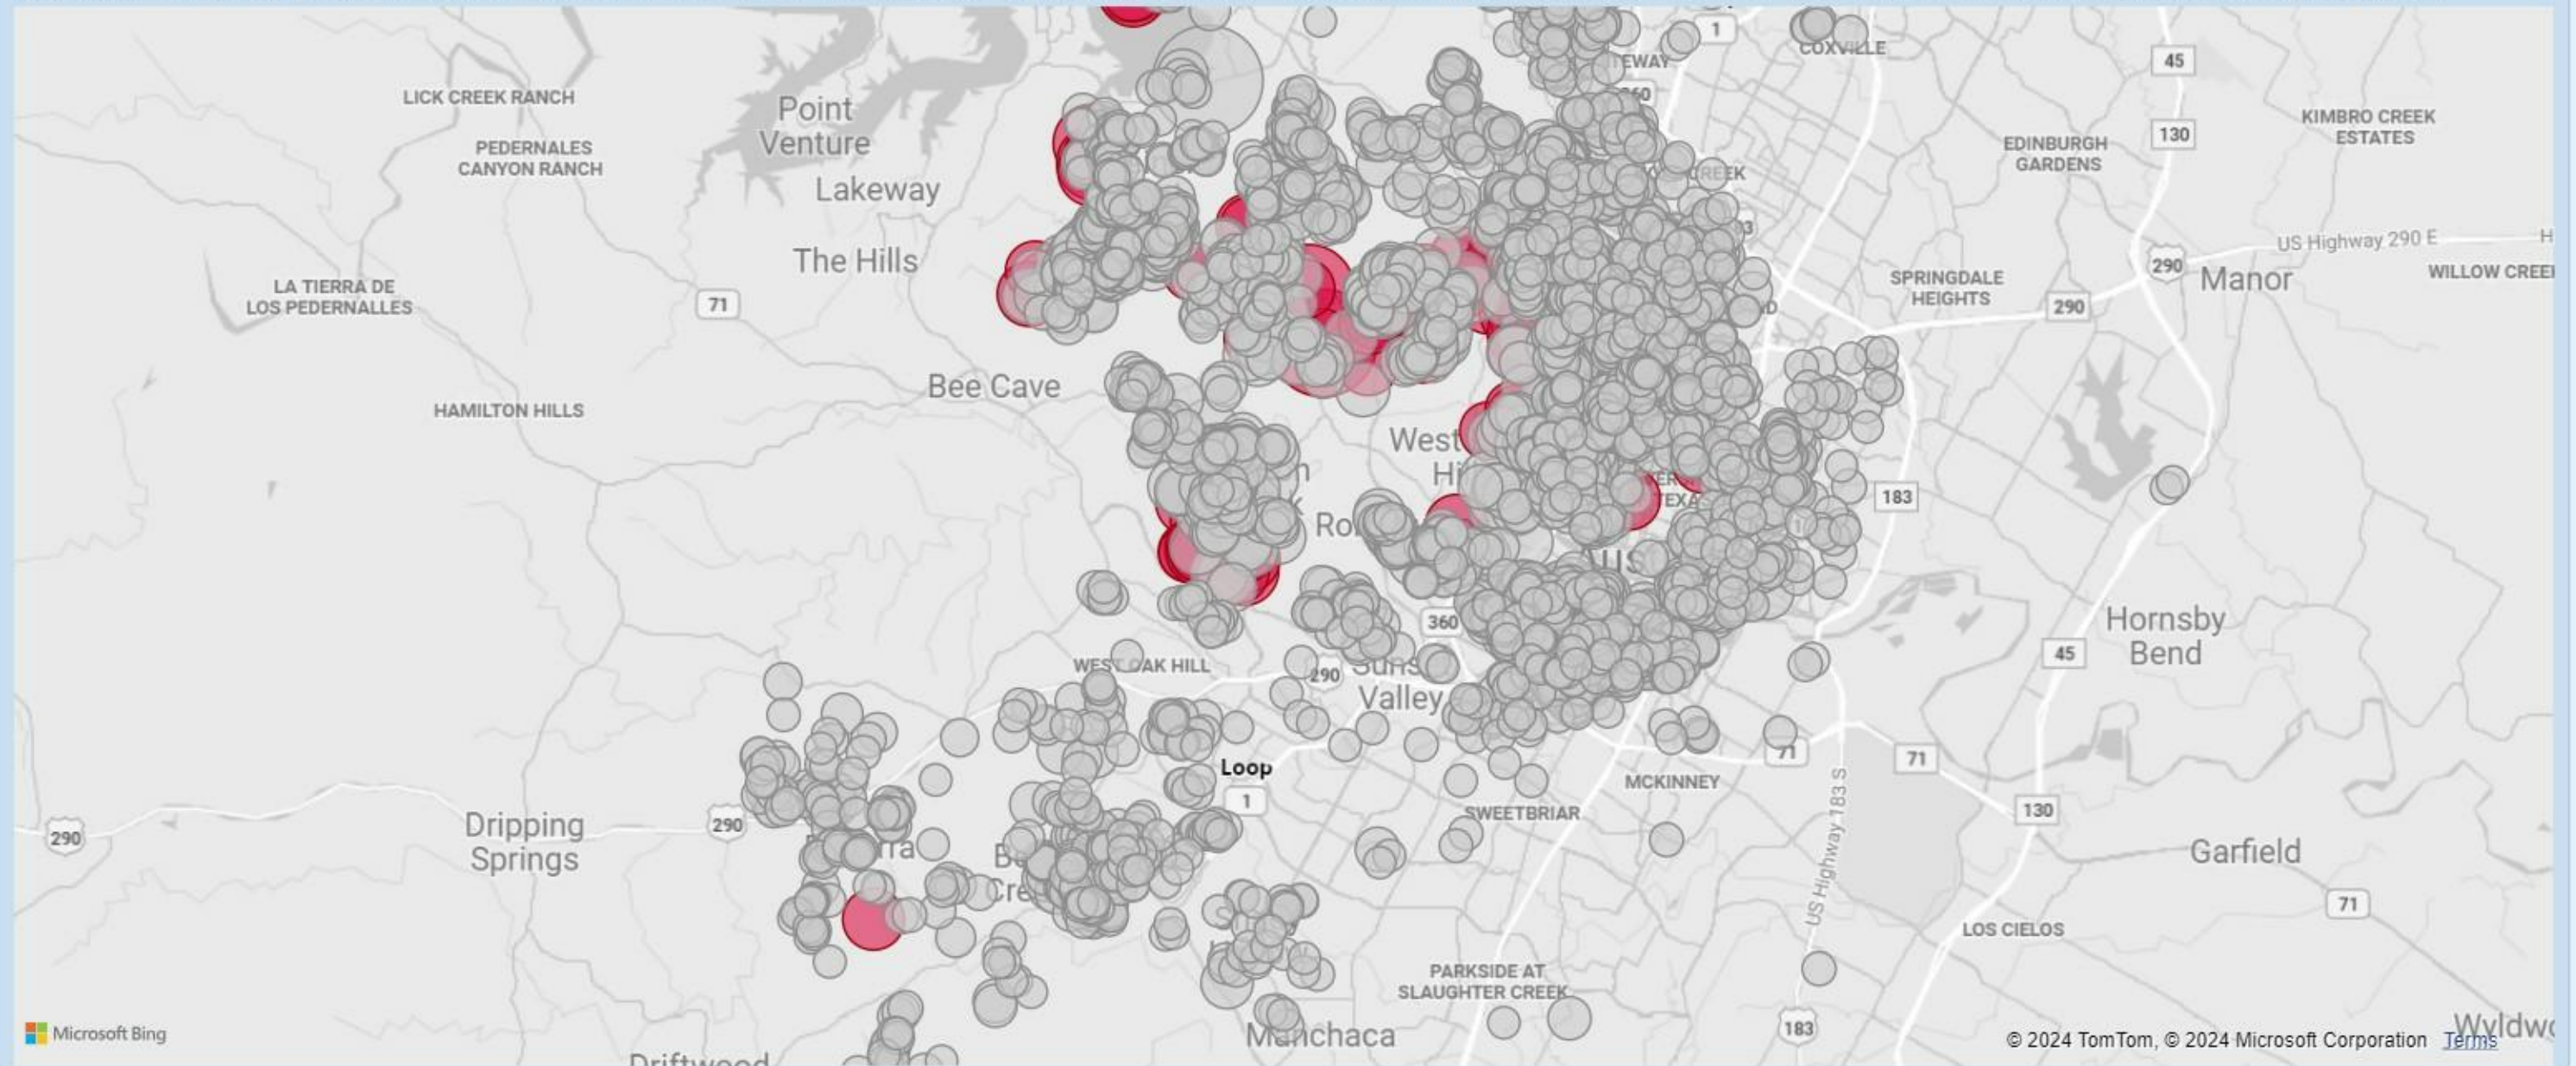 1
COXVILLE
45
LICK CREEK RANCH
Point
Venture
KIMBRO CREEK
ESTATES
130
EDINBURGH
GARDENS
PEDERNALES
CANYON RANCH
CREEK
Lakeway
US Highway 290 E
The Hills
290
Manor
SPRINGDALE
HEIGHTS
LA TIERRA DE
LOS PEDERNALLES
71
290
Bee Cave
HAMILTON HILLS
West
183
360
Hornsby
Bend
45
WEST OAK HILL
290
Valley
71
71
Loop
1
MCKINNEY
SWEETBRIAR
130
Dripping
Springs
290
290
US Highway 183 S
Garfield
71
LOS CIELOS
PARKSIDE AT
SLAUGHTER CREEK
183
Manchaca
Microsoft Bing
© 2024 TomTom, © 2024 Microsoft Corporation Terms